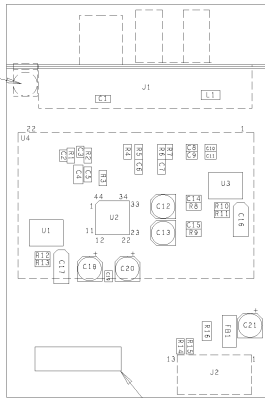 J1
C1
L1
22
1
U4
C2
R1
C3
R2
R4
R5
R6
R7
C8
C10
C9
C11
C6
C7
C4
C5
R3
U3
44
34
1
33
U2
11
23
12
22
C12
C13
C14
R8
C15
R9
R10
R11
C16
U1
R12
R13
C17
+
C18
+
C20
R16
FB1
+
C21
R14
R15
13
1
J2